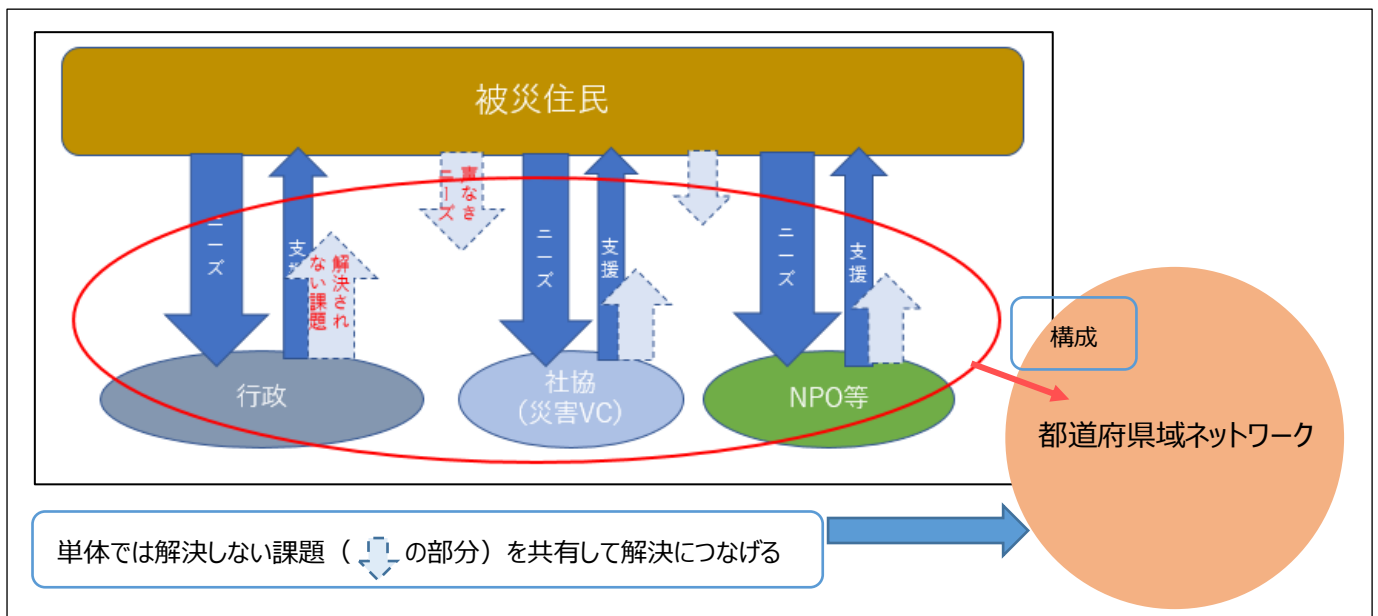 被災住民
ニーズ
支援
解決され
ない課題
声なき
ニーズ
ニーズ
支援
ニーズ
支援
行政
社協
(災害VC)
NPO等
構成
都道府県域ネットワーク
単体では解決しない課題（ の部分）を共有して解決につなげる